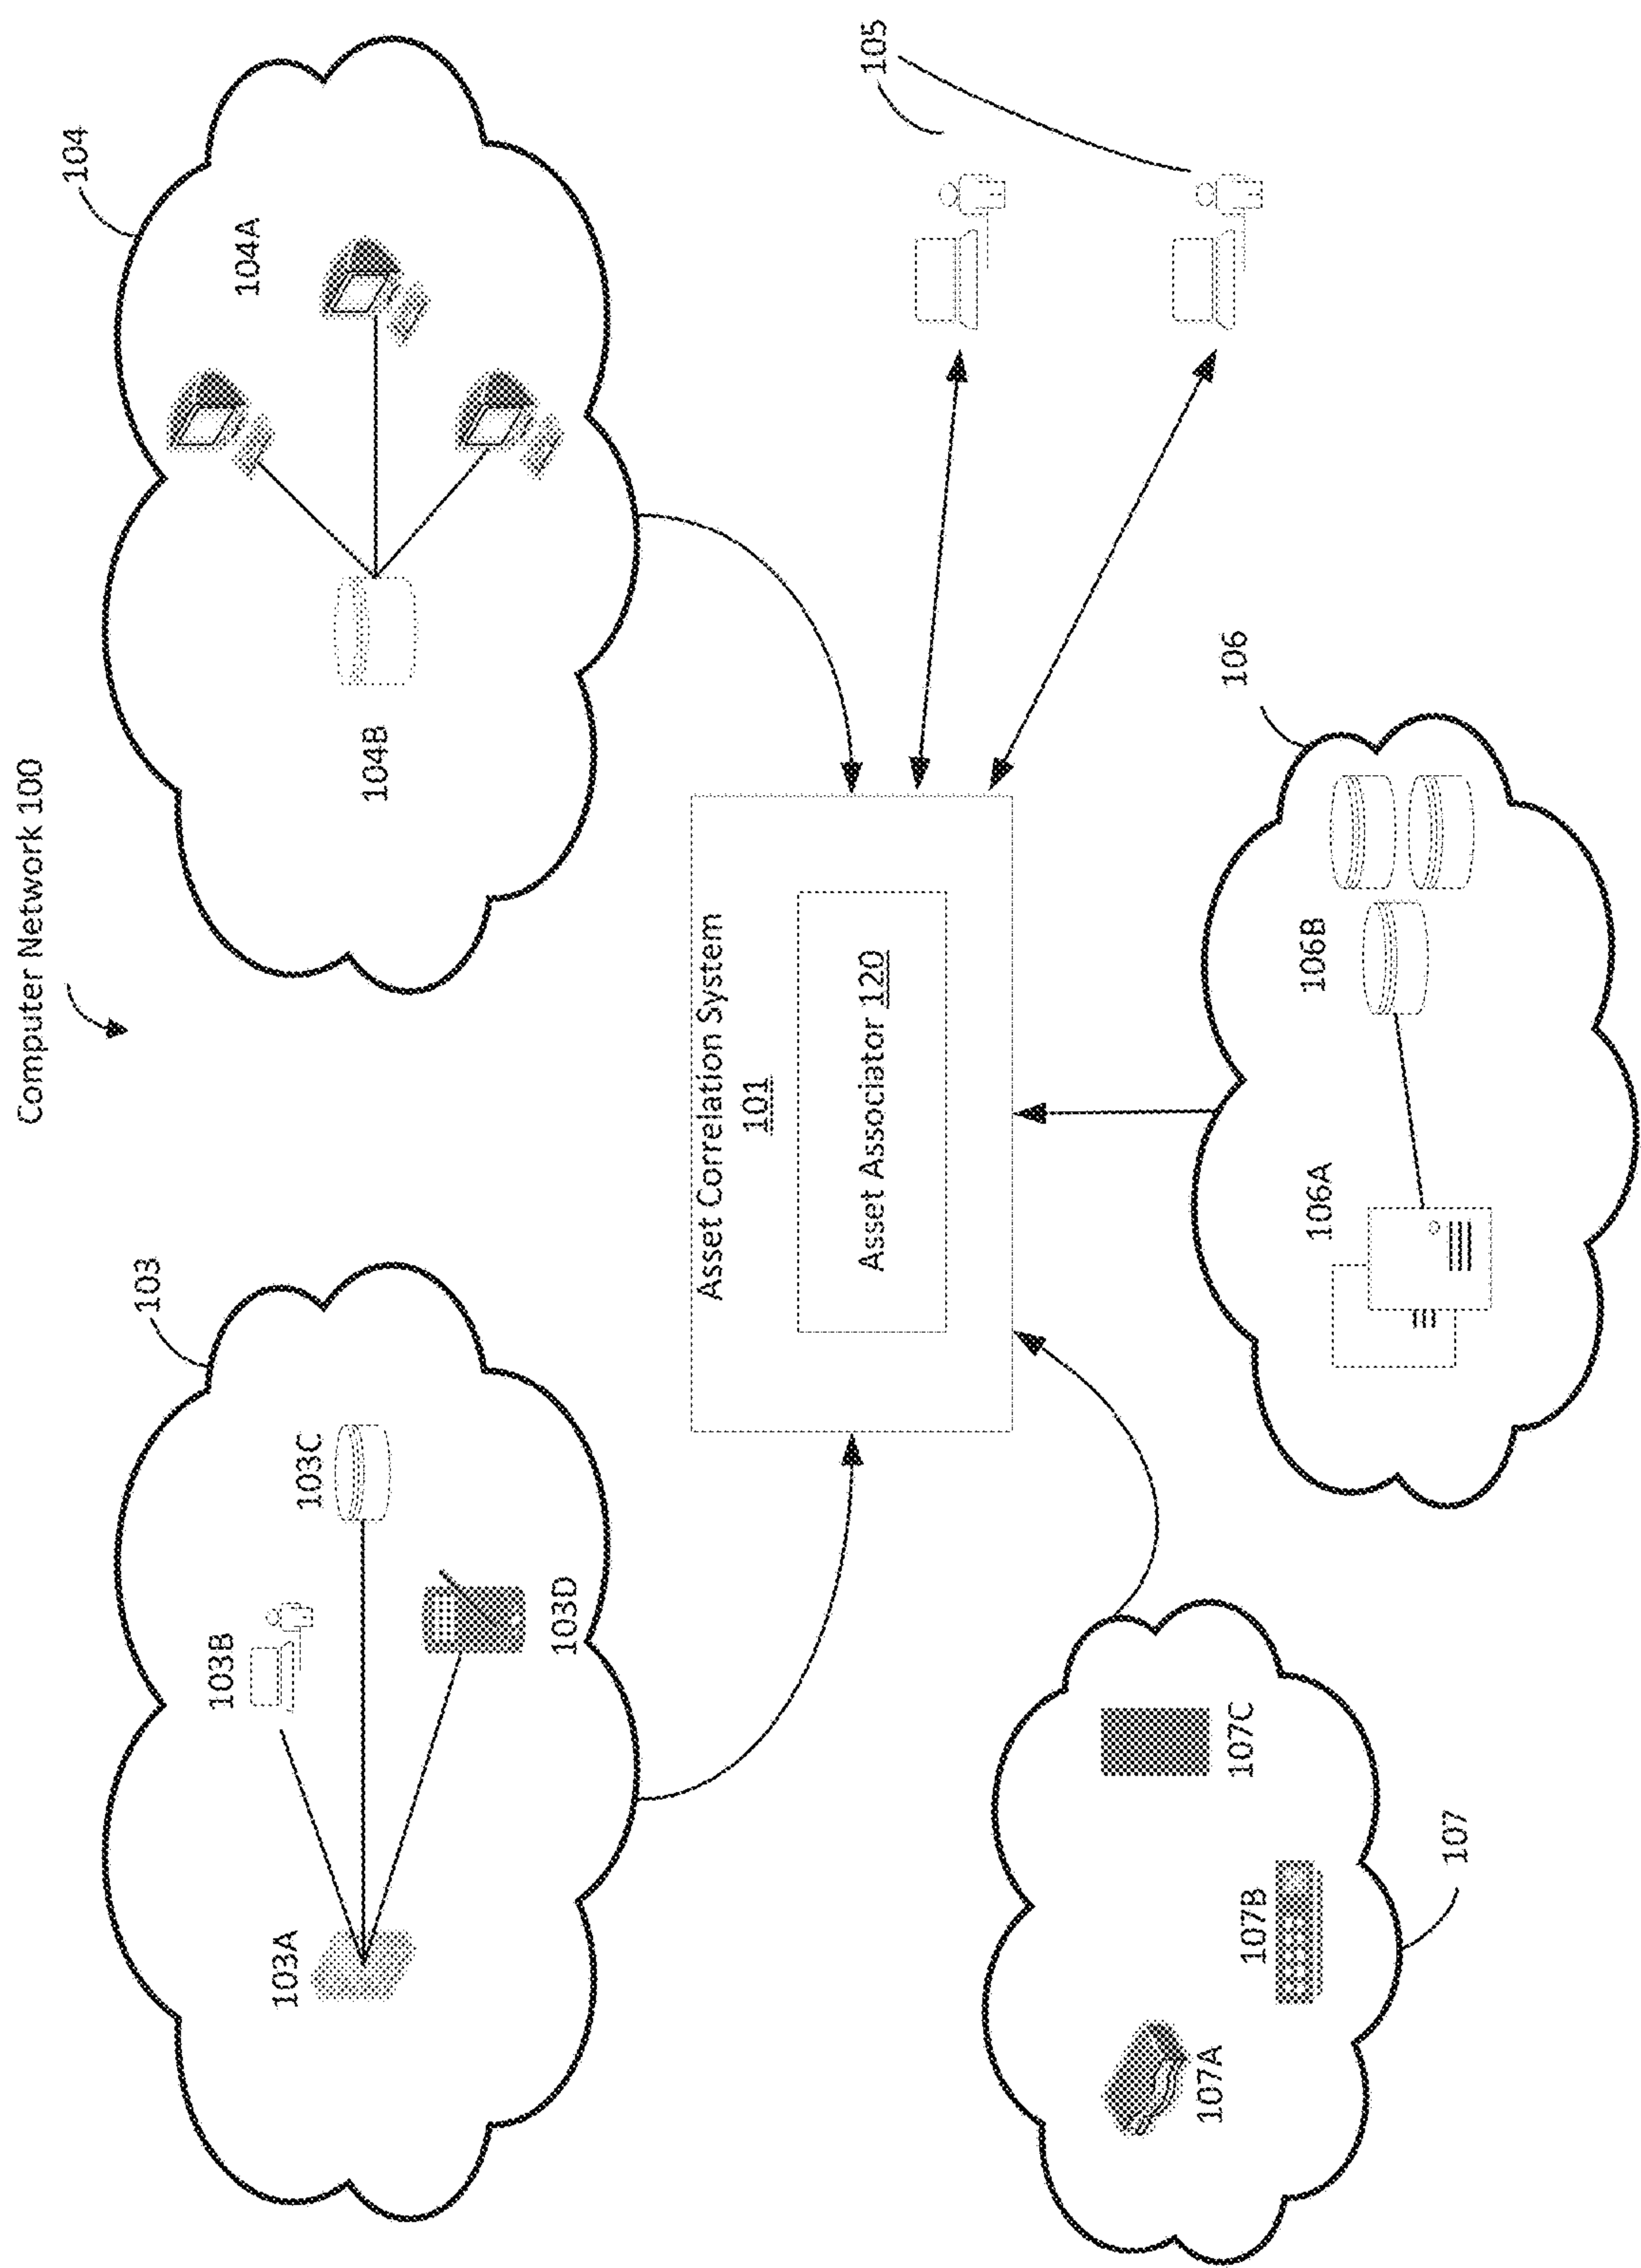 Computer Network 100
103
103A
103B
103C
103D
104
104A
104B
Asset Correlation System
101
Asset Associator 120
105
107
107A
107B
107C
106
106A
106B